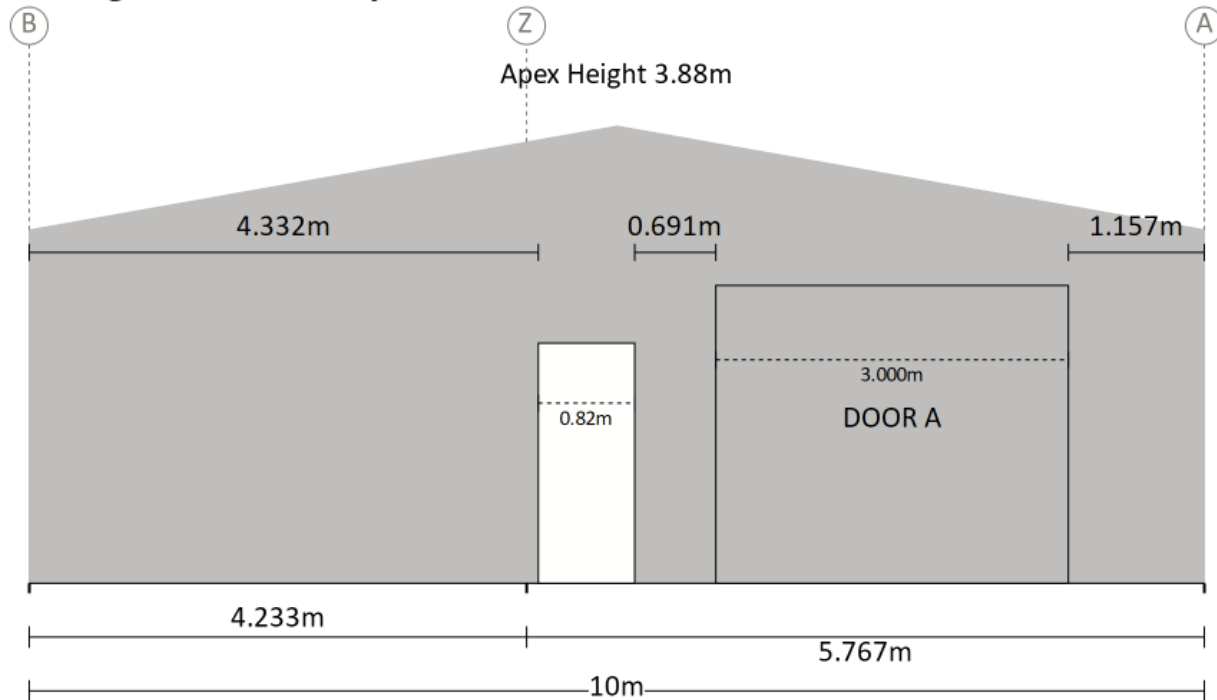 B
Z
A
Apex Height 3.88m
4.332m
0.691m
1.157m
3.000m
0.82m
DOOR A
4.233m
5.767m
10m